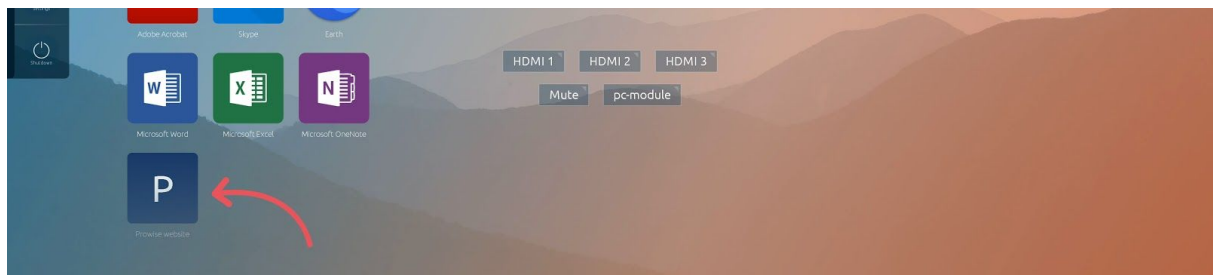 Settings
Shutdown
Adobe Acrobat
Skype
Earth
W
X
N
Microsoft Word
Microsoft Excel
Microsoft OneNote
P
Prowise website
HDMI 1
HDMI 2
HDMI 3
Mute
pc-module